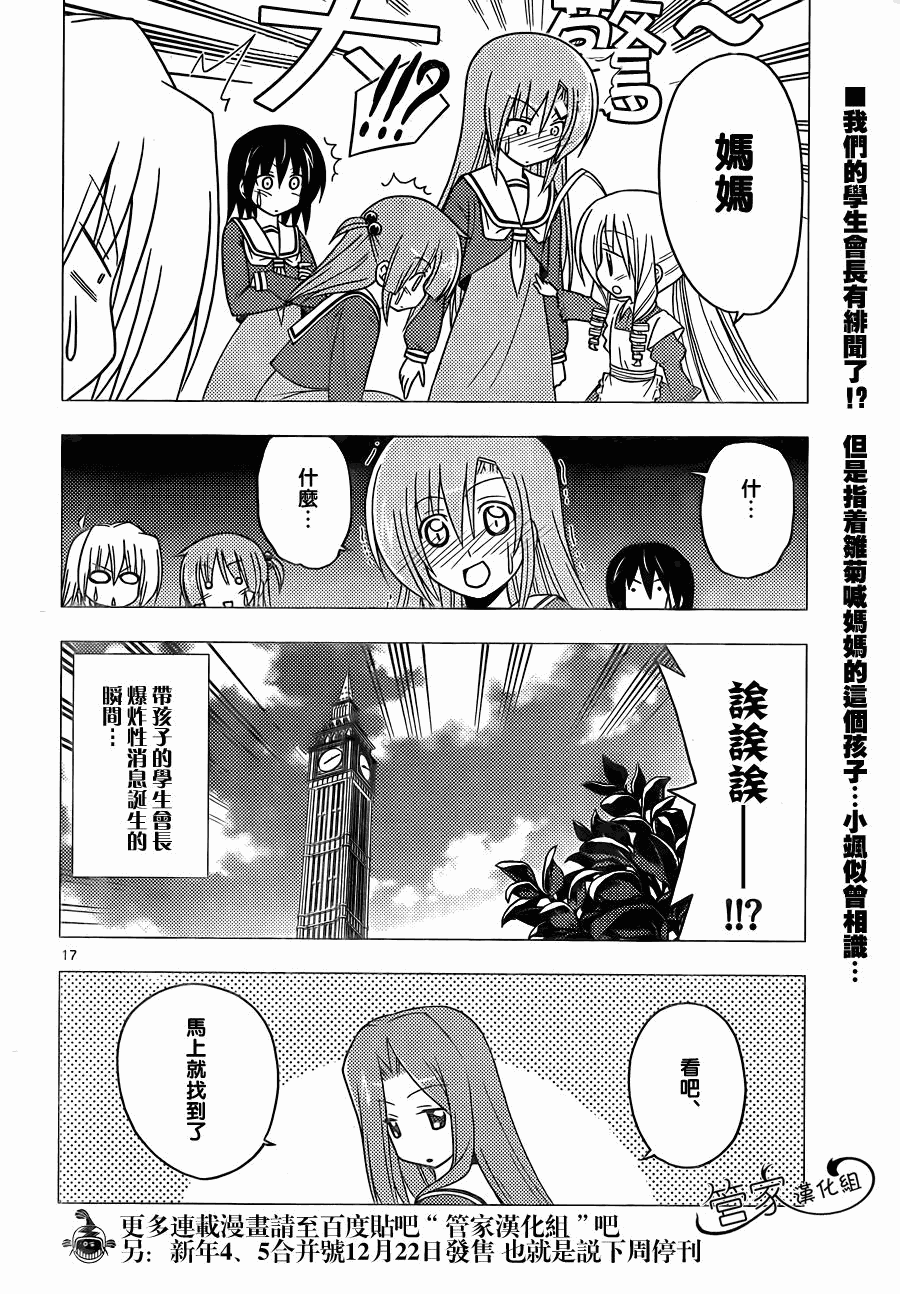 大驚～
!!!?
媽媽
■我們的學生會長有緋聞了!? 但是指着雛菊喊媽媽的這個孩子…小颯似曾相識…
什…
什麼…
誒誒誒——!!?
帶孩子的學生會長
爆炸性消息誕生的
瞬間…
17
看吧、
馬上就找到了
管家漢化組
更多連載漫畫請至百度貼吧“管家漢化組”吧
另：新年4、5合并號12月22日發售 也就是説下周停刊